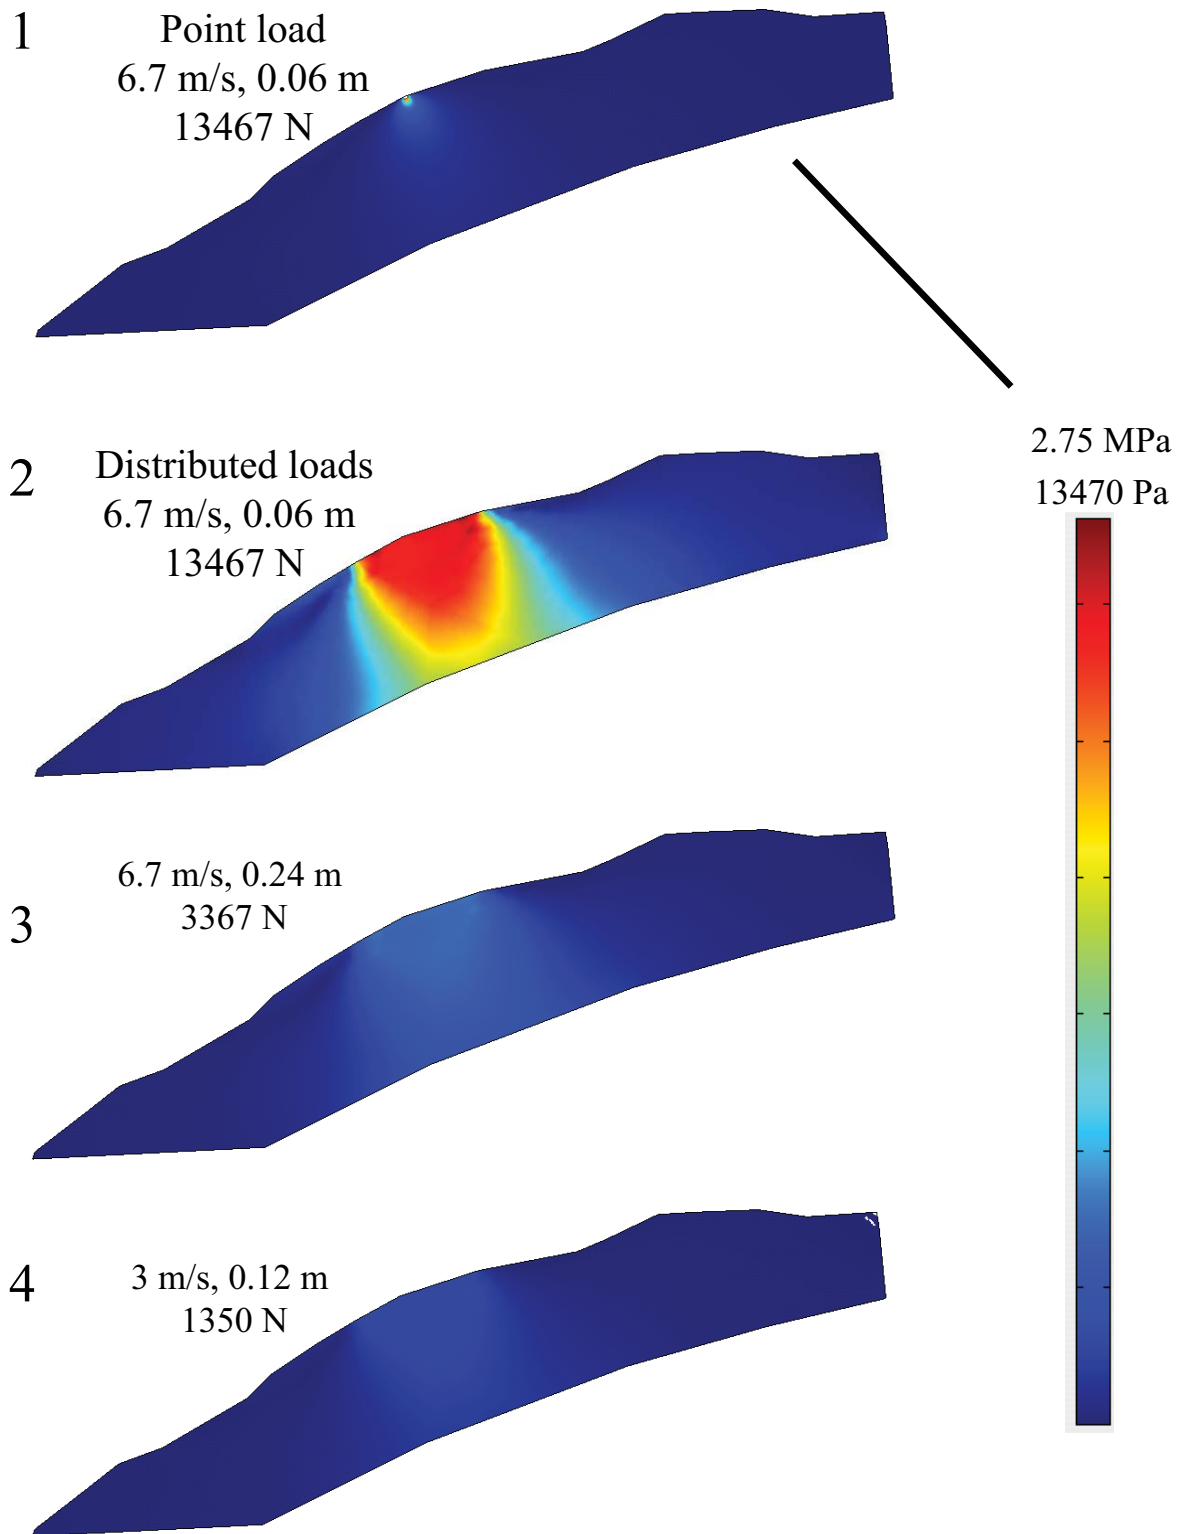 1
Point load
6.7 m/s, 0.06 m
13467 N
2.75 MPa
13470 Pa
2
Distributed loads
6.7 m/s, 0.06 m
13467 N
3
6.7 m/s, 0.24 m
3367 N
4
3 m/s, 0.12 m
1350 N